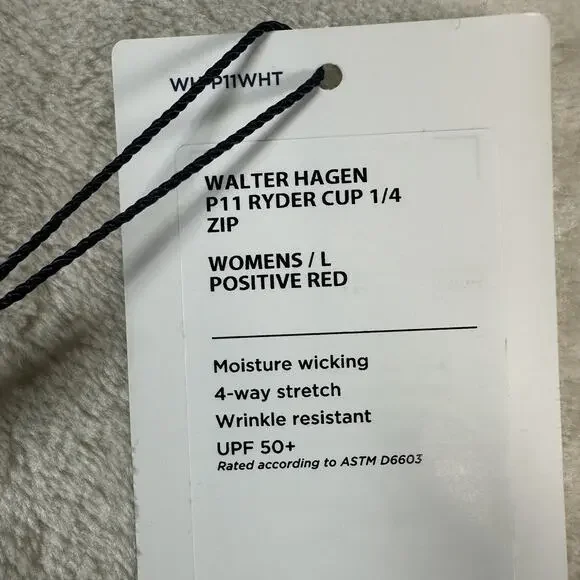 P11WHT
WALTER HAGEN
P11 RYDER CUP 1/4
ZIP
WOMENS / L
POSITIVE RED
Moisture wicking
4-way stretch
Wrinkle resistant
UPF 50+
Rated according to ASTM D6603